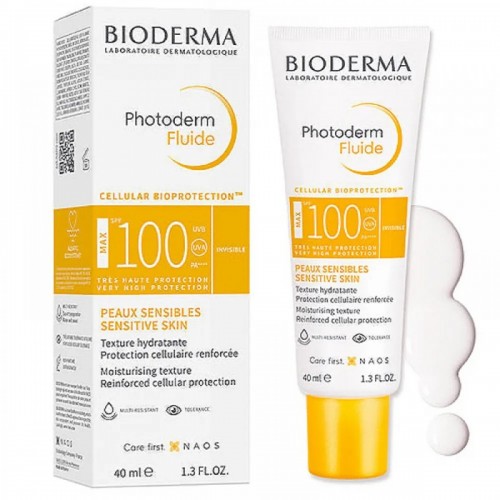 BIODERMA
LABORATOIRE DERMATOLOGIQUE
Photoderm
Fluide
CELLULAR BIOPROTECTION™
MAX
SPF
100
UVB
UVA
PA++++
INVISIBLE
TRÈS HAUTE PROTECTION
VERY HIGH PROTECTION
PEAUX SENSIBLES
SENSITIVE SKIN
Texture hydratante
Protection cellulaire renforcée
Moisturising texture
Reinforced cellular protection
MULTI-RESISTANT
TOLERANCE
Care first.
NAOS
40 ml e
1.3 FL.OZ.
BIODERMA
LABORATOIRE DERMATOLOGIQUE
Photoderm
Fluide
CELLULAR BIOPROTECTION™
MAX
SPF
100
UVB
UVA
PA++++
INVISIBLE
TRÈS HAUTE PROTECTION
VERY HIGH PROTECTION
PEAUX SENSIBLES
SENSITIVE SKIN
Texture hydratante
Protection cellulaire renforcée
Moisturising texture
Reinforced cellular protection
MULTI-RESISTANT
TOLERANCE
Care first.
NAOS
40 ml e
1.3 FL.OZ.